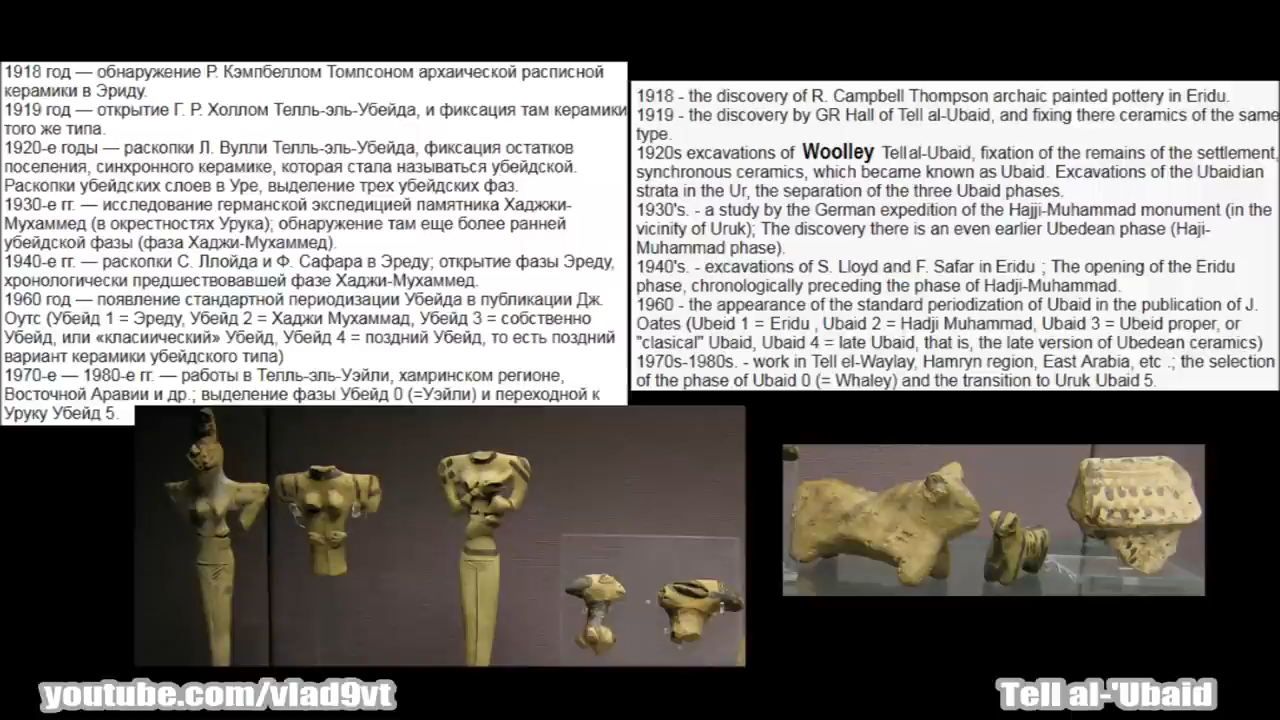 1918 год — обнаружение Р. Кэмпбеллом Томпсоном архаической расписной
керамики в Эриду.
1919 год — открытие Г. Р. Холлом Телль-эль-Убейда, и фиксация там керамики
того же типа.
1920-е годы — раскопки Л. Вулли Телль-эль-Убейда, фиксация остатков
поселения, синхронного керамике, которая стала называться убейдской.
Раскопки убейдских слоев в Уре, выделение трех убейдских фаз.
1930-е гг. — исследование германской экспедицией памятника Хаджжи-
Мухаммед (в окрестностях Урука); обнаружение там еще более ранней
убейдской фазы (фаза Хаджи-Мухаммед).
1940-е гг. — раскопки С. Ллойда и Ф. Сафара в Эреду; открытие фазы Эреду,
хронологически предшествовавшей фазе Хаджи-Мухаммед.
1960 год — появление стандартной периодизации Убейда в публикации Дж.
Оутс (Убейд 1 = Эреду, Убейд 2 = Хаджи Мухаммад, Убейд 3 = собственно
Убейд, или «класиический» Убейд, Убейд 4 = поздний Убейд, то есть поздний
вариант керамики убейдского типа)
1970-е — 1980-е гг. — работы в Телль-эль-Уэйли, хамринском регионе,
Восточной Аравии и др.; выделение фазы Убейд 0 (=Уэйли) и переходной к
Уруку Убейд 5.
1918 - the discovery of R. Campbell Thompson archaic painted pottery in Eridu.
1919 - the discovery by GR Hall of Tell al-Ubaid, and fixing there ceramics of the same
type.
1920s excavations of Woolley Tell al-Ubaid, fixation of the remains of the settlement,
synchronous ceramics, which became known as Ubaid. Excavations of the Ubaidian
strata in the Ur, the separation of the three Ubaid phases.
1930's. - a study by the German expedition of the Hajji-Muhammad monument (in the
vicinity of Uruk); The discovery there is an even earlier Ubedean phase (Haji-
Muhammad phase).
1940's. - excavations of S. Lloyd and F. Safar in Eridu ; The opening of the Eridu
phase, chronologically preceding the phase of Hadji-Muhammad.
1960 - the appearance of the standard periodization of Ubaid in the publication of J.
Oates (Ubeid 1 = Eridu , Ubaid 2 = Hadji Muhammad, Ubaid 3 = Ubeid proper, or
"clasical" Ubaid, Ubaid 4 = late Ubaid, that is, the late version of Ubedean ceramics)
1970s-1980s. - work in Tell el-Waylay, Hamryn region, East Arabia, etc .; the selection
of the phase of Ubaid 0 (= Whaley) and the transition to Uruk Ubaid 5.
youtube.com/vlad9vt
Tell al-'Ubaid